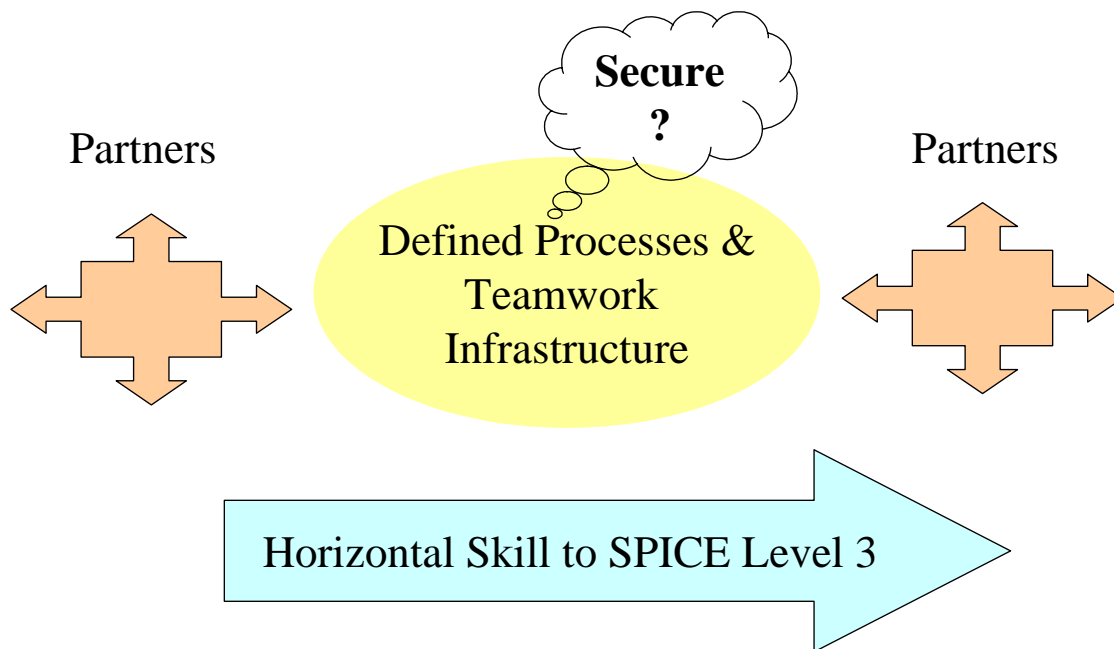 Secure
?
Partners
Partners
Defined Processes &
Teamwork
Infrastructure
Horizontal Skill to SPICE Level 3